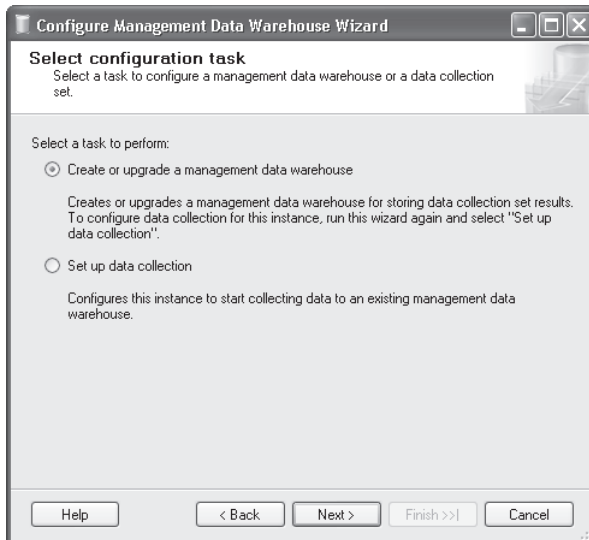 Configure Management Data Warehouse Wizard
Select configuration task
Select a task to configure a management data warehouse or a data collection
set.
Select a task to perform:
Create or upgrade a management data warehouse
Creates or upgrades a management data warehouse for storing data collection set results.
To configure data collection for this instance, run this wizard again and select "Set up
data collection".
Set up data collection
Configures this instance to start collecting data to an existing management data
warehouse.
Help
< Back
Next >
Finish >>|
Cancel